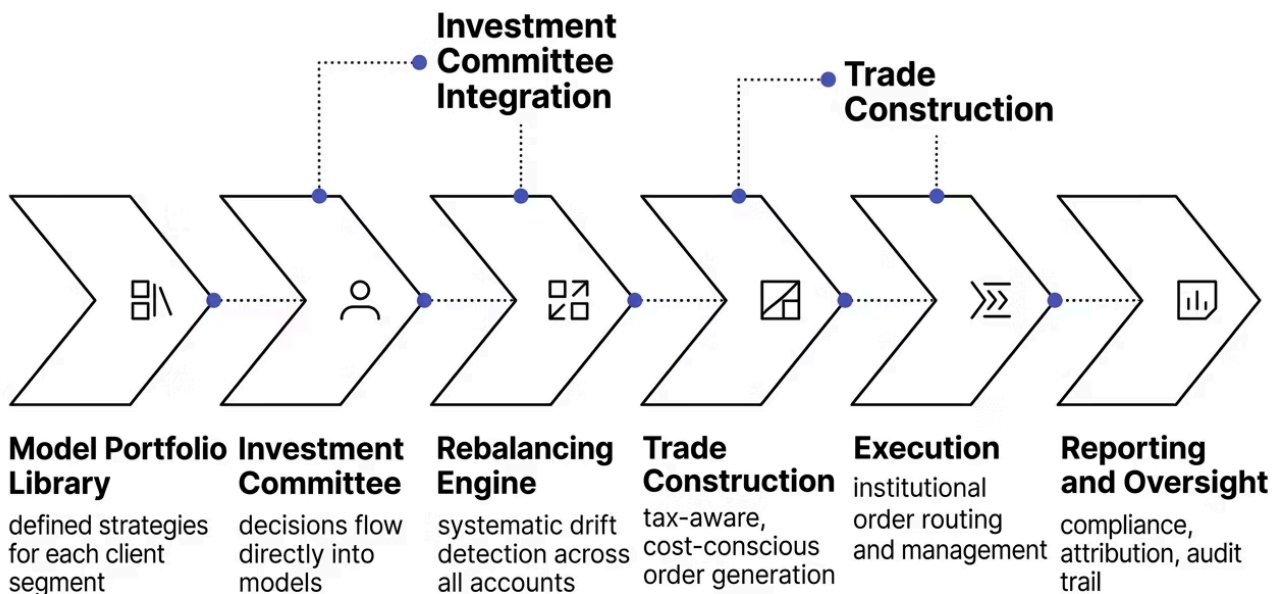 Investment
Committee
Integration
Trade
Construction
Model Portfolio
Library
defined strategies
for each client
segment
Investment
Committee
decisions flow
directly into
models
Rebalancing
Engine
systematic drift
detection across
all accounts
Trade
Construction
tax-aware,
cost-conscious
order generation
Execution
institutional
order routing
and management
Reporting
and Oversight
compliance,
attribution, audit
trail